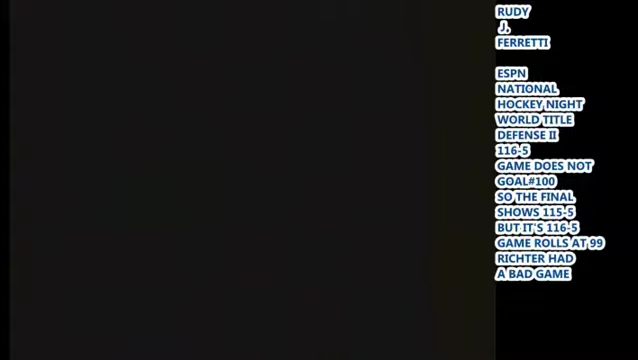 RUDY
J.
FERRETTI
ESPN
NATIONAL
HOCKEY NIGHT
WORLD TITLE
DEFENSE II
116-5
GAME DOES NOT
GOAL#100
SO THE FINAL
SHOWS 115-5
BUT IT'S 116-5
GAME ROLLS AT 99
RICHTER HAD
A BAD GAME